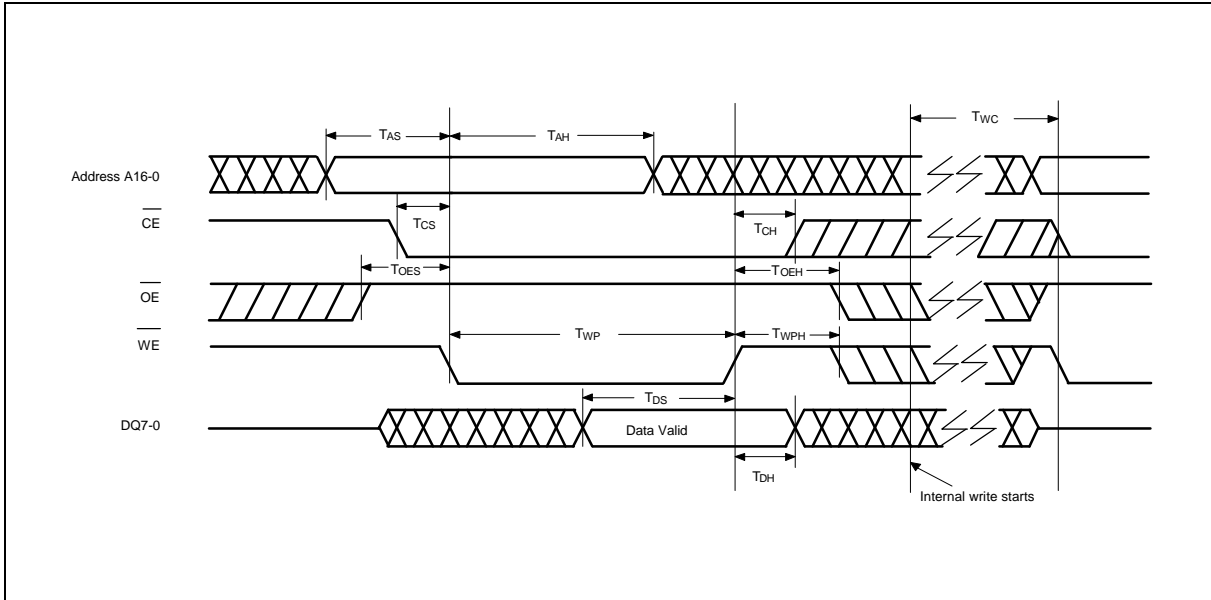 TWC
TAS
TAH
Address A16-0
CE
TCS
TCH
TOES
TOEH
OE
TWP
TWPH
WE
TDS
DQ7-0
Data Valid
TDH
Internal write starts